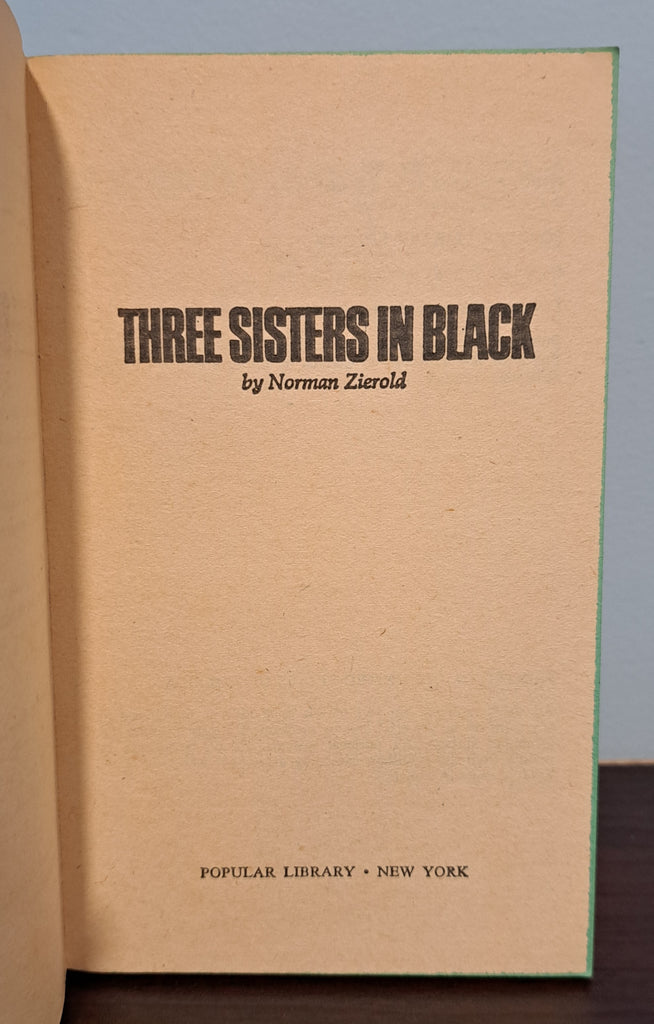 THREE SISTERS IN BLACK
by Norman Zierold
POPULAR LIBRARY • NEW YORK